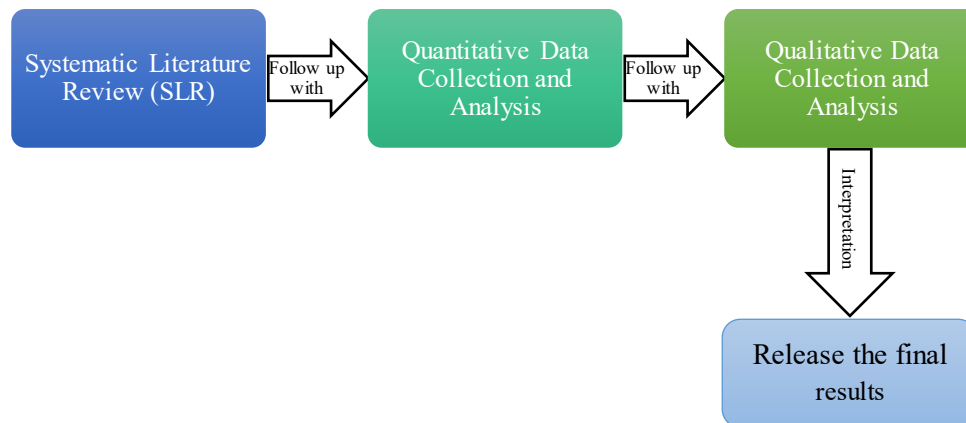 Systematic Literature
Review (SLR)
Follow up
with
Quantitative Data
Collection and
Analysis
Follow up
with
Qualitative Data
Collection and
Analysis
Interpretation
Release the final
results